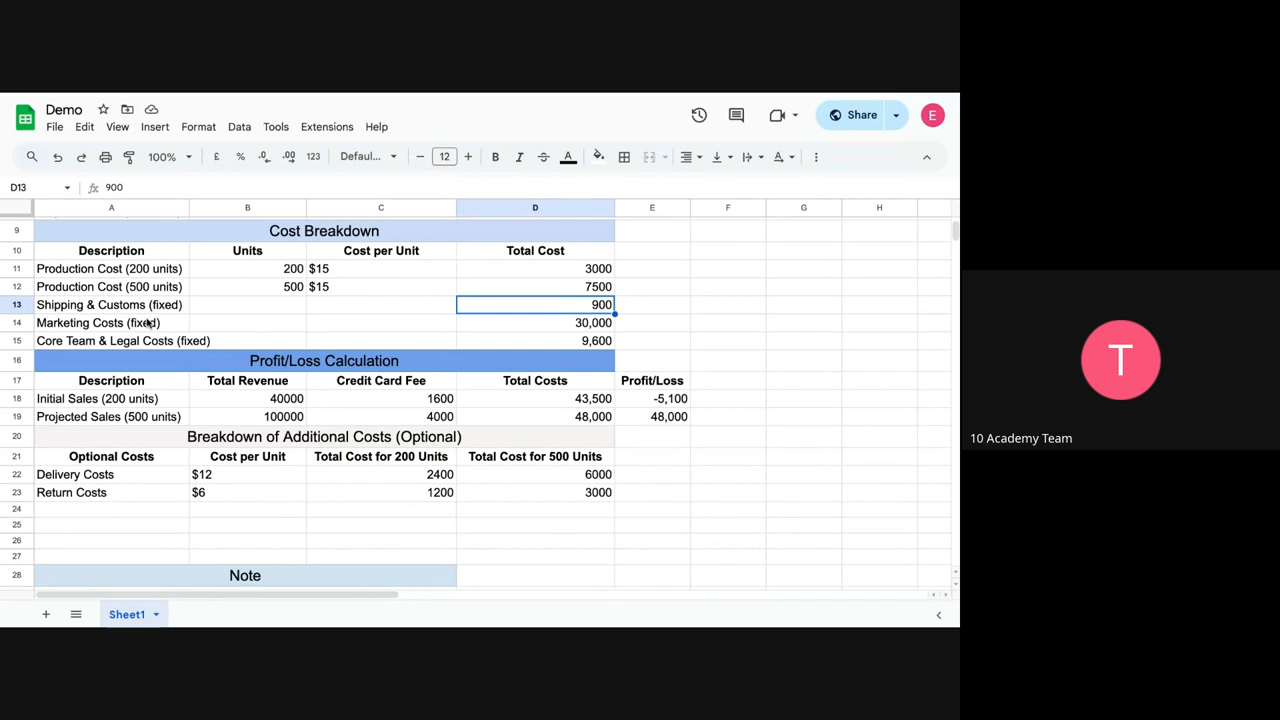 Demo
File Edit View Insert Format Data Tools Extensions Help
Share
E
100% £ % .0 .00 123 Defaul... 12 B I A
D13 fx 900
A B C D E F G H
9 Cost Breakdown
10 Description Units Cost per Unit Total Cost
11 Production Cost (200 units) 200 $15 3000
12 Production Cost (500 units) 500 $15 7500
13 Shipping & Customs (fixed) 900
14 Marketing Costs (fixed) 30,000
15 Core Team & Legal Costs (fixed) 9,600
16 Profit/Loss Calculation
17 Description Total Revenue Credit Card Fee Total Costs Profit/Loss
18 Initial Sales (200 units) 40000 1600 43,500 -5,100
19 Projected Sales (500 units) 100000 4000 48,000 48,000
20 Breakdown of Additional Costs (Optional)
21 Optional Costs Cost per Unit Total Cost for 200 Units Total Cost for 500 Units
22 Delivery Costs $12 2400 6000
23 Return Costs $6 1200 3000
24
25
26
27
28 Note
Sheet1
T
10 Academy Team